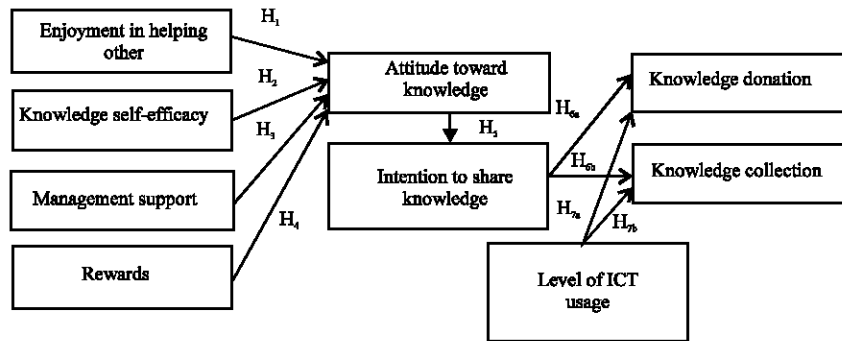 H₁
Enjoyment in helping
other
H₂
Knowledge self-efficacy
H₃
Management support
H₄
Rewards
Attitude toward
knowledge
H₅
Intention to share
knowledge
H₆ₐ
Knowledge donation
Knowledge collection
H₇ₐ
H₇b
Level of ICT
usage